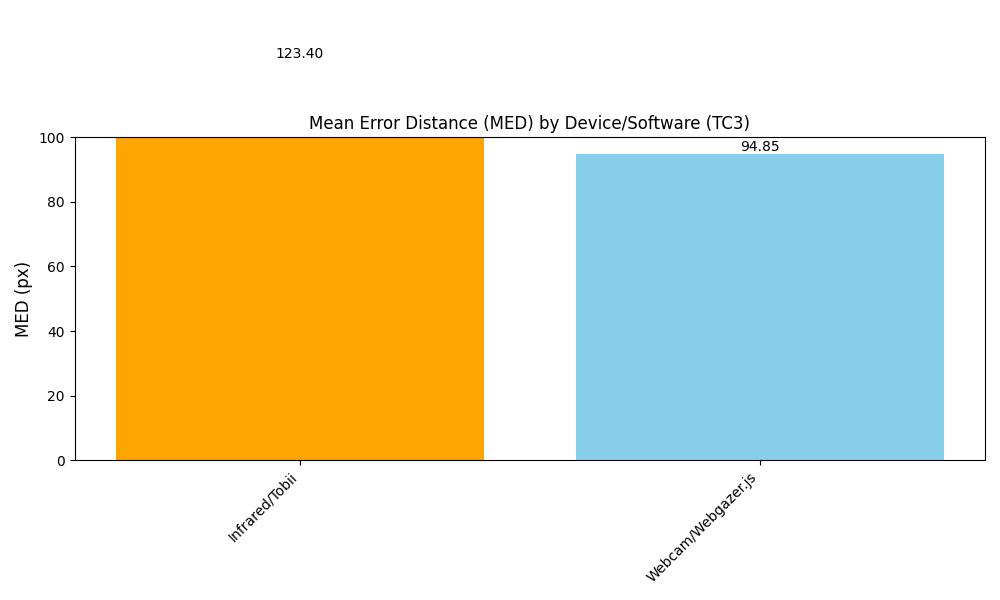 123.40
Mean Error Distance (MED) by Device/Software (TC3)
94.85
100
80
60
40
20
0
MED (px)
Infrared/Tobii
Webcam/Webgazer.js